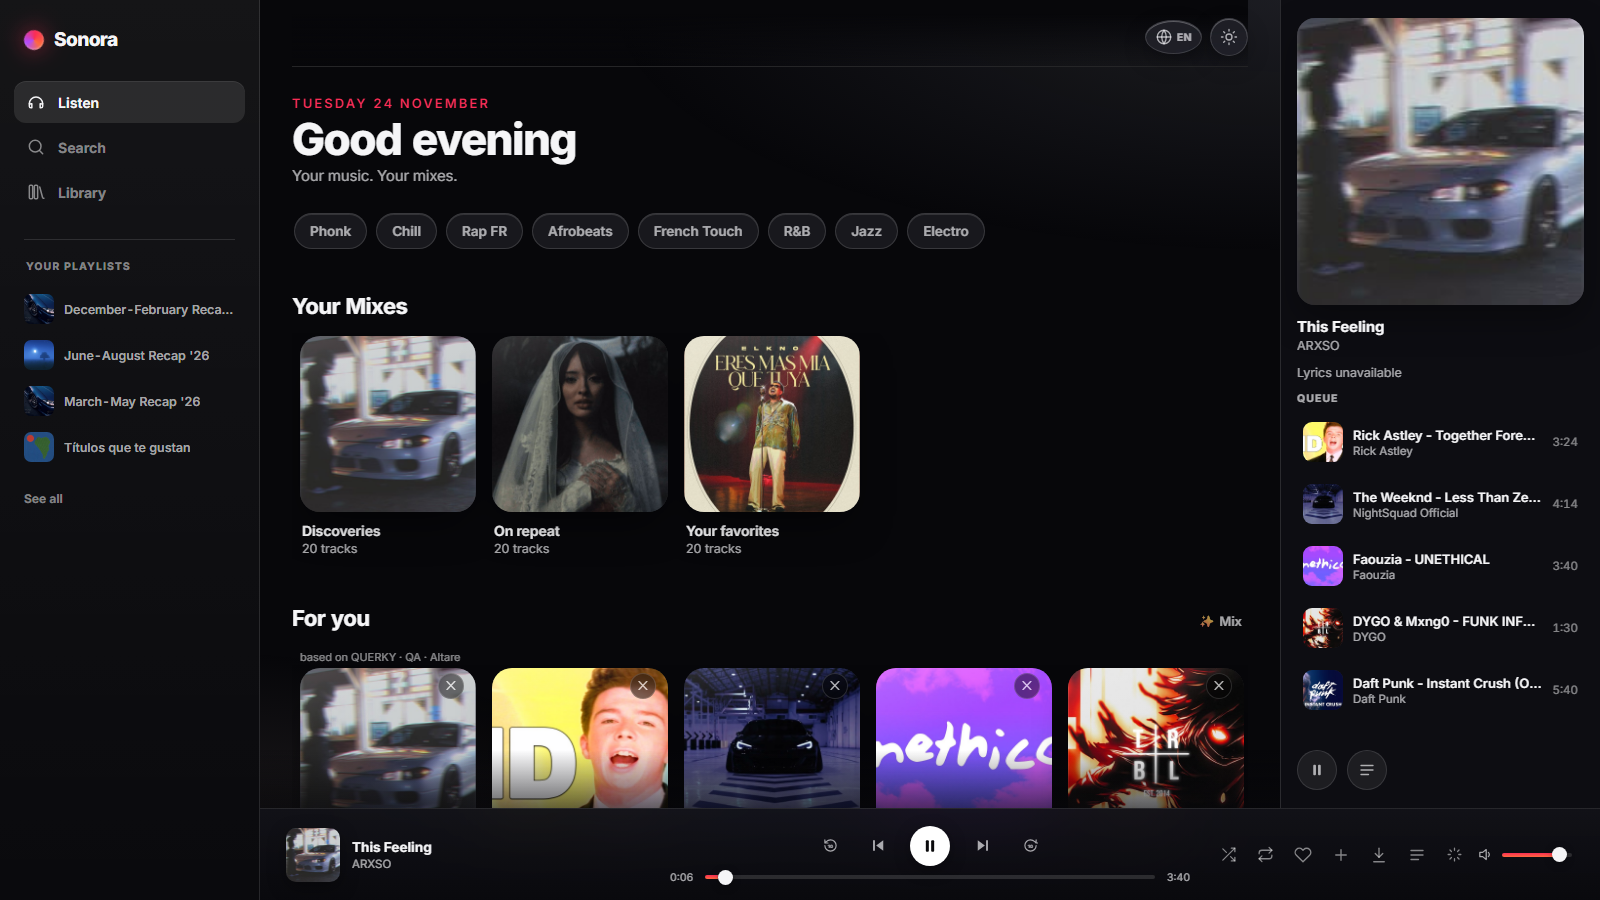 Sonora
Listen
Search
Library
YOUR PLAYLISTS
December-February Reca...
June-August Recap '26
March-May Recap '26
Títulos que te gustan
See all
EN
TUESDAY 24 NOVEMBER
Good evening
Your music. Your mixes.
Phonk
Chill
Rap FR
Afrobeats
French Touch
R&B
Jazz
Electro
Your Mixes
ELKNO
ERES MAS MIA
QUE TUYA
Discoveries
20 tracks
On repeat
20 tracks
Your favorites
20 tracks
For you
Mix
based on QUERKY · QA · Altare
ID
nethica
T R
B L
This Feeling
ARXSO
Lyrics unavailable
QUEUE
Rick Astley - Together Fore...
Rick Astley
3:24
The Weeknd - Less Than Ze...
NightSquad Official
4:14
Faouzia - UNETHICAL
Faouzia
3:40
DYGO & Mxng0 - FUNK INF...
DYGO
1:30
daft punk
INSTANT CRUSH
Daft Punk - Instant Crush (O...
Daft Punk
5:40
This Feeling
ARXSO
0:06
3:40